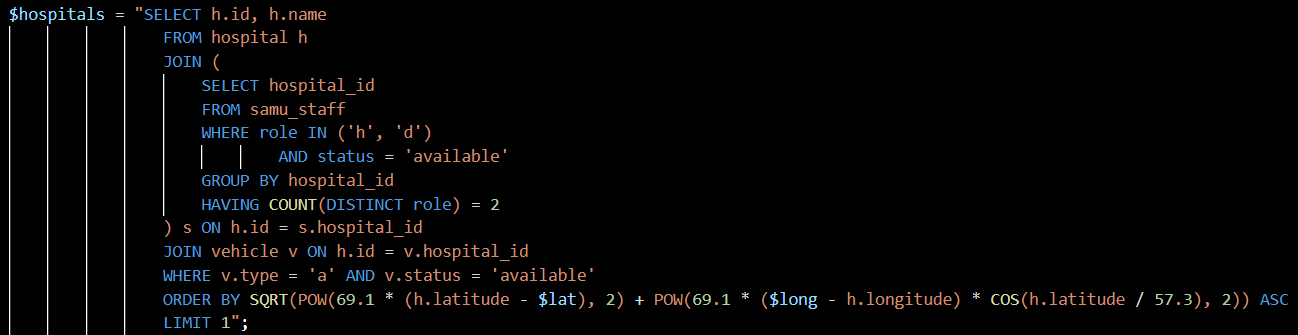 $hospitals = "SELECT h.id, h.name
FROM hospital h
JOIN (
SELECT hospital_id
FROM samu_staff
WHERE role IN ('h', 'd')
AND status = 'available'
GROUP BY hospital_id
HAVING COUNT(DISTINCT role) = 2
) s ON h.id = s.hospital_id
JOIN vehicle v ON h.id = v.hospital_id
WHERE v.type = 'a' AND v.status = 'available'
ORDER BY SQRT(POW(69.1 * (h.latitude - $lat), 2) + POW(69.1 * ($long - h.longitude) * COS(h.latitude / 57.3), 2)) ASC
LIMIT 1";